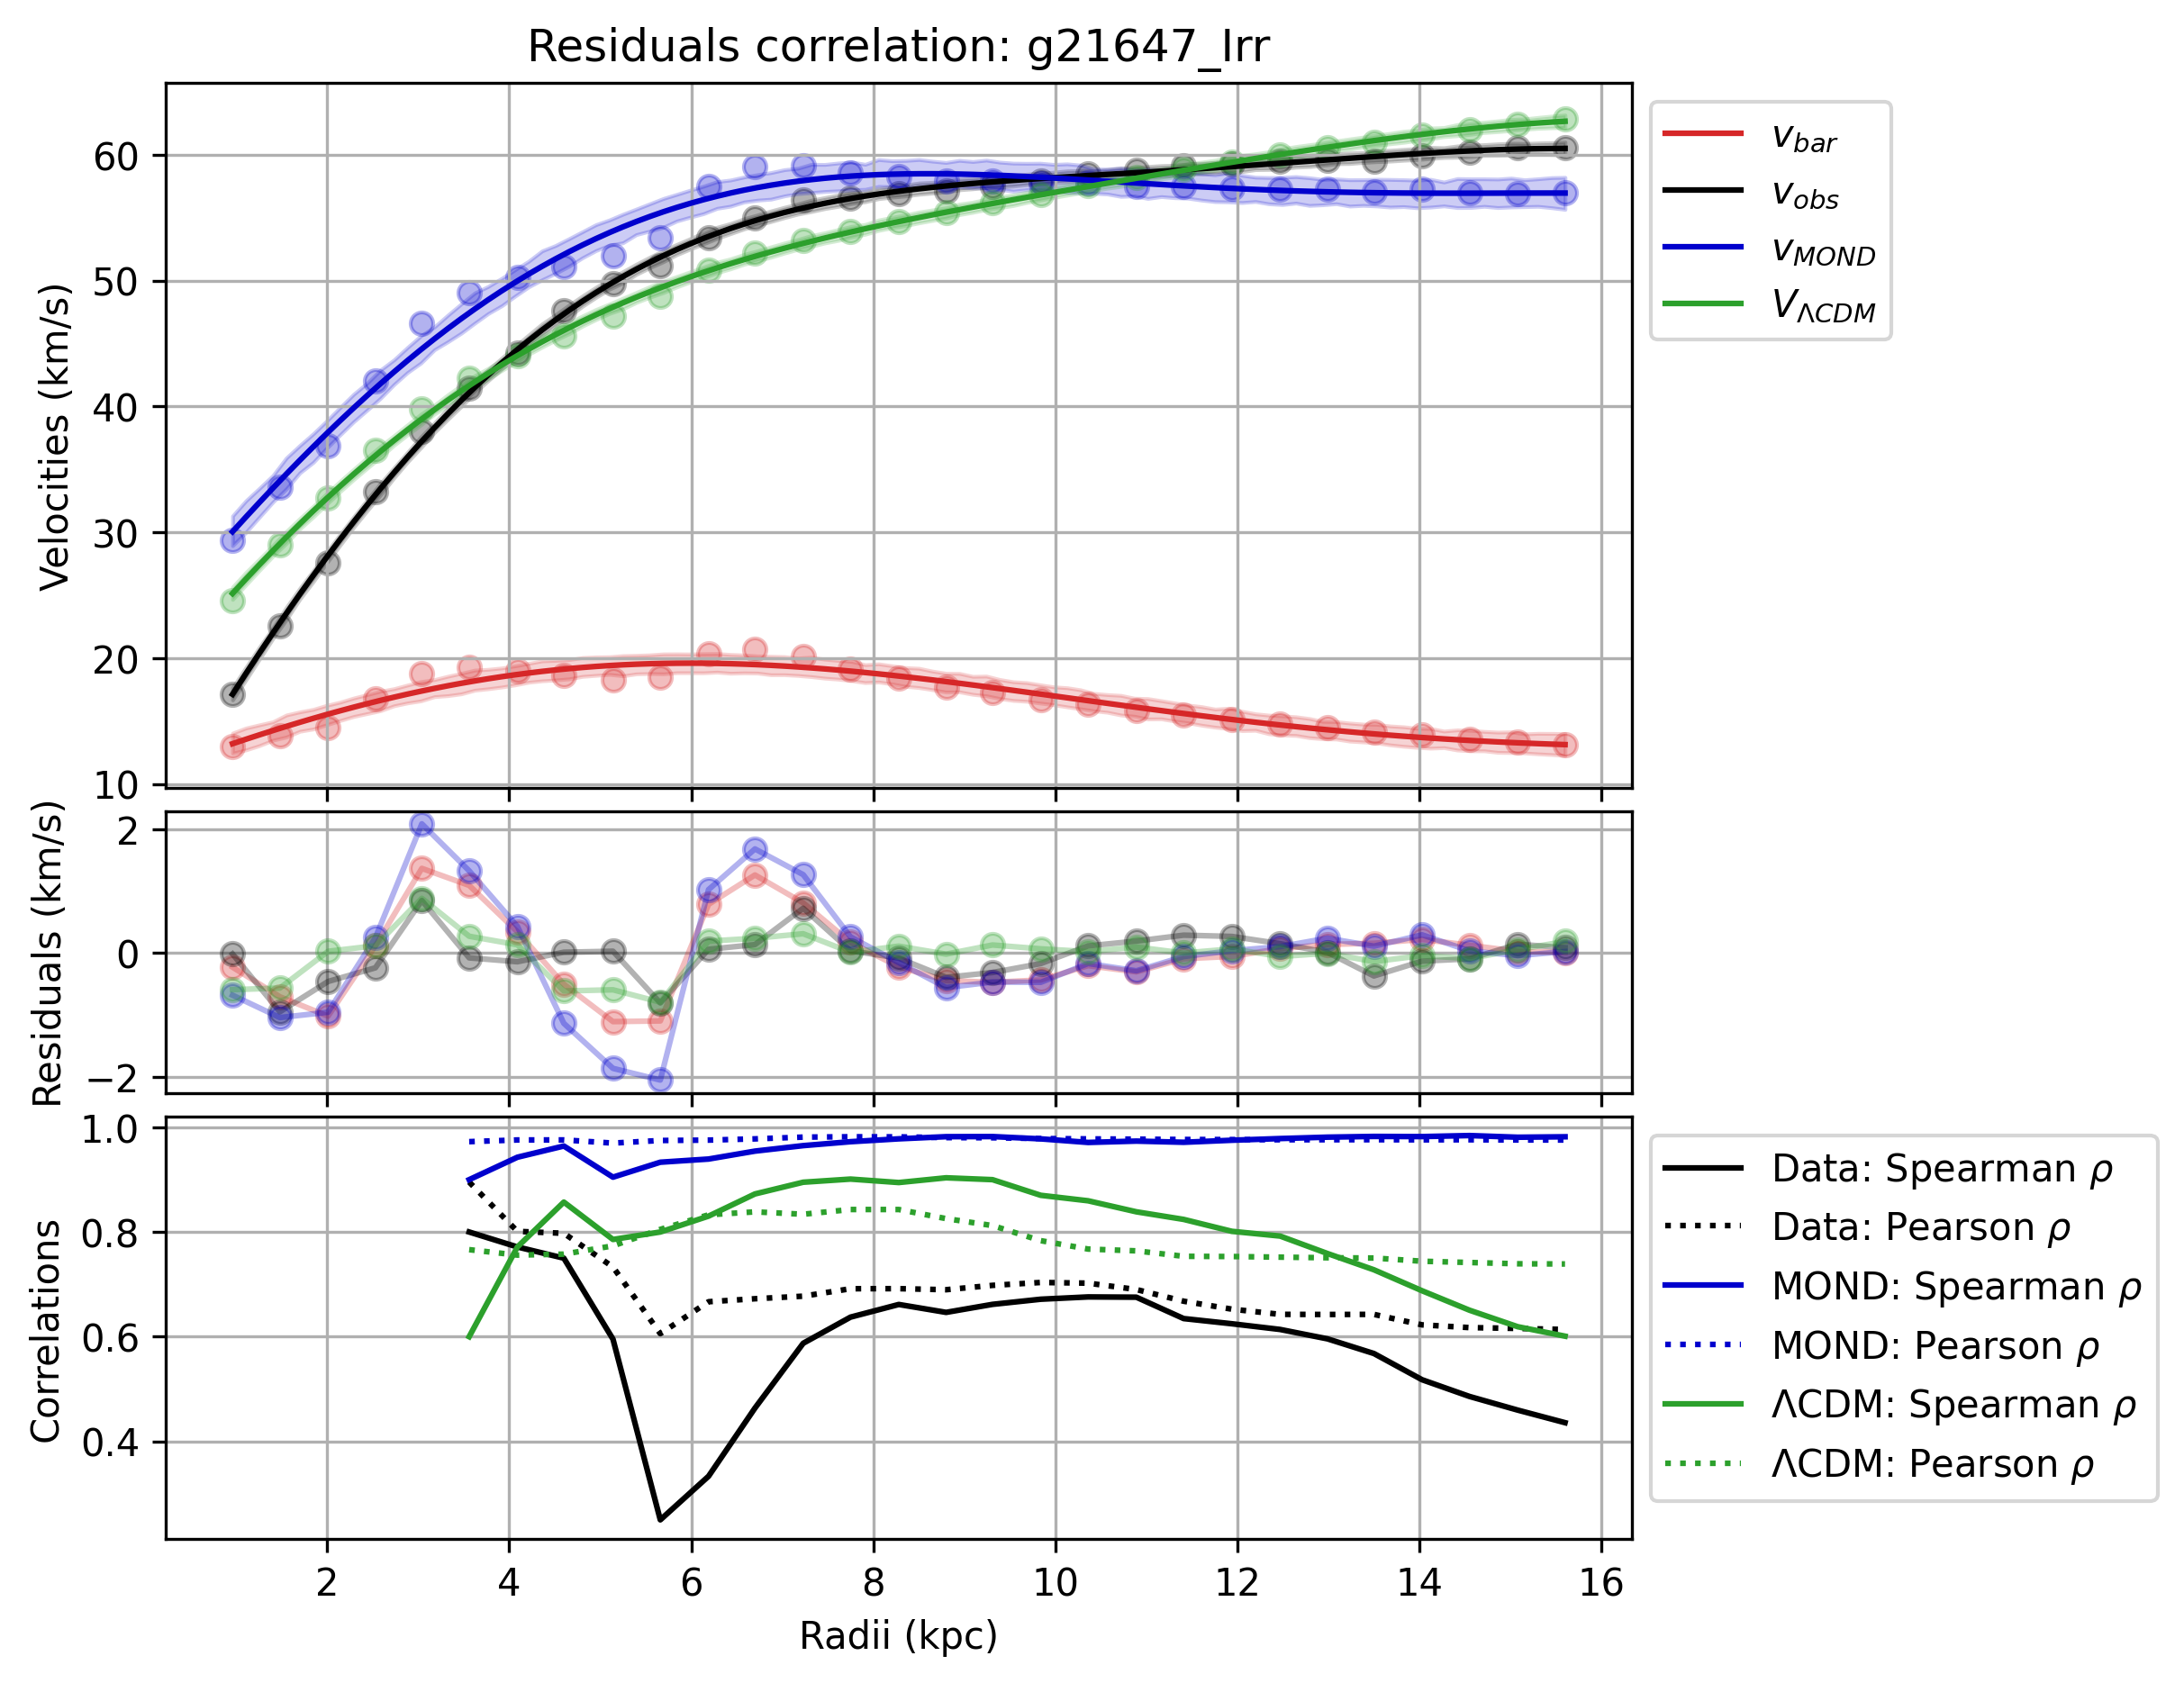 Residuals correlation: g21647_Irr
60
50
40
30
20
10
Velocities (km/s)
v_bar
v_obs
v_MOND
V_ΛCDM
2
0
−2
Residuals (km/s)
1.0
0.8
0.6
0.4
Correlations
Data: Spearman ρ
Data: Pearson ρ
MOND: Spearman ρ
MOND: Pearson ρ
ΛCDM: Spearman ρ
ΛCDM: Pearson ρ
2 4 6 8 10 12 14 16
Radii (kpc)